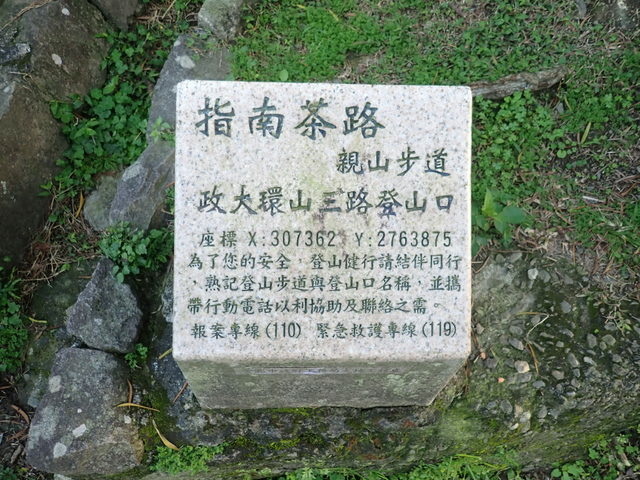 指南茶路
親山步道
政大環山三路登山口
座標 X:307362 Y:2763875
為了您的安全，登山健行請結伴同行
，熟記登山步道與登山口名稱，並攜
帶行動電話以利協助及聯絡之需。
報案專線(110) 緊急救護專線(119)